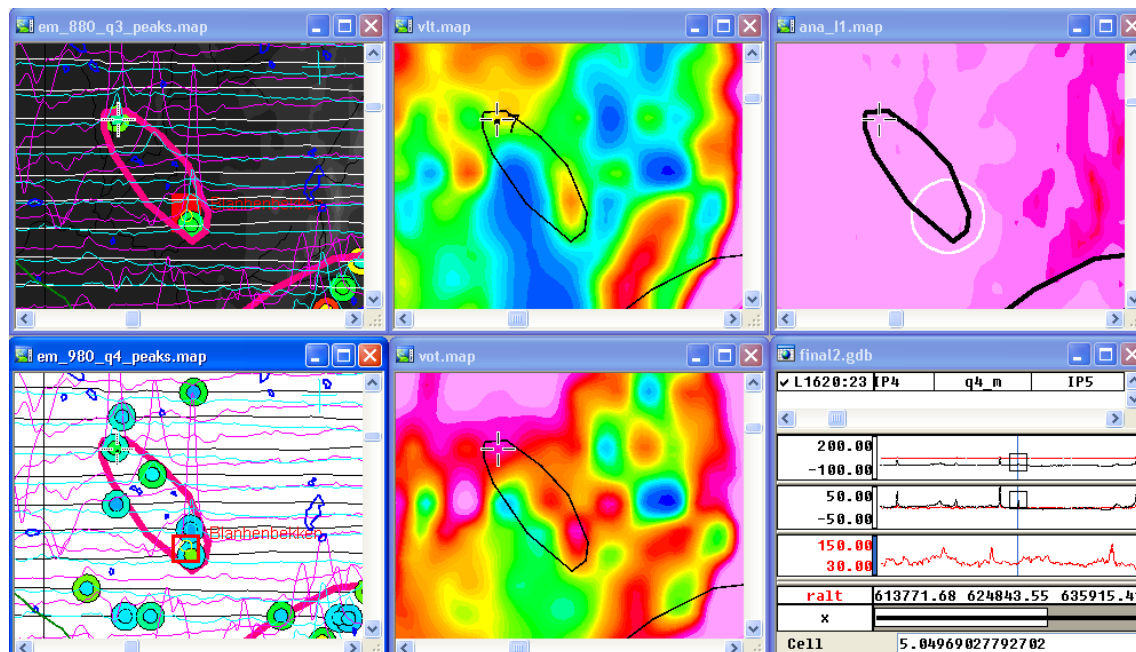 em_880_q3_peaks.map
vlt.map
ana_l1.map
em_980_q4_peaks.map
Blannenbekken
vot.map
final2.gdb
L1620:23 IP4 q4_m IP5
200.00
-100.00
50.00
-50.00
150.00
30.00
ralt 613771.68 624843.55
x
Cell 5.04969027792702